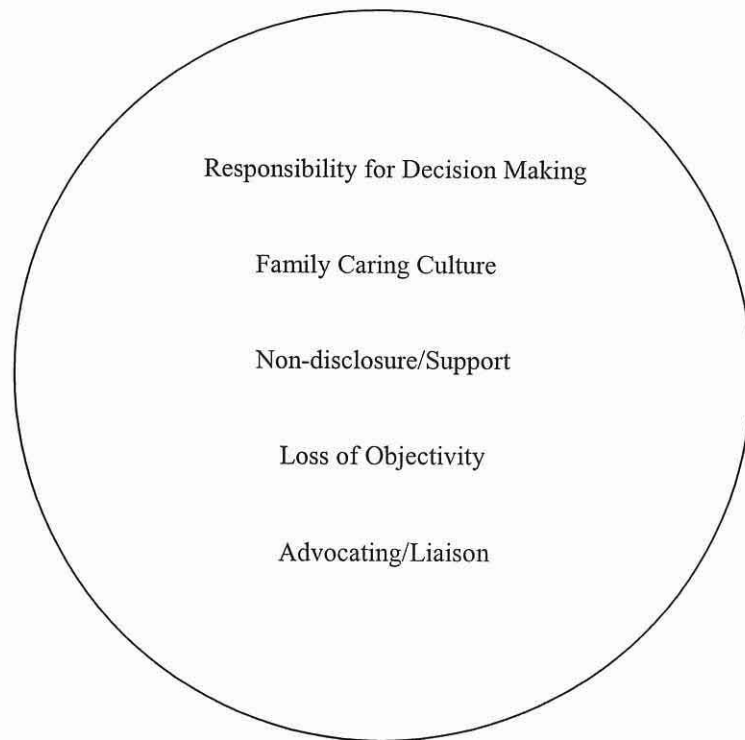 Responsibility for Decision Making
Family Caring Culture
Non-disclosure/Support
Loss of Objectivity
Advocating/Liaison